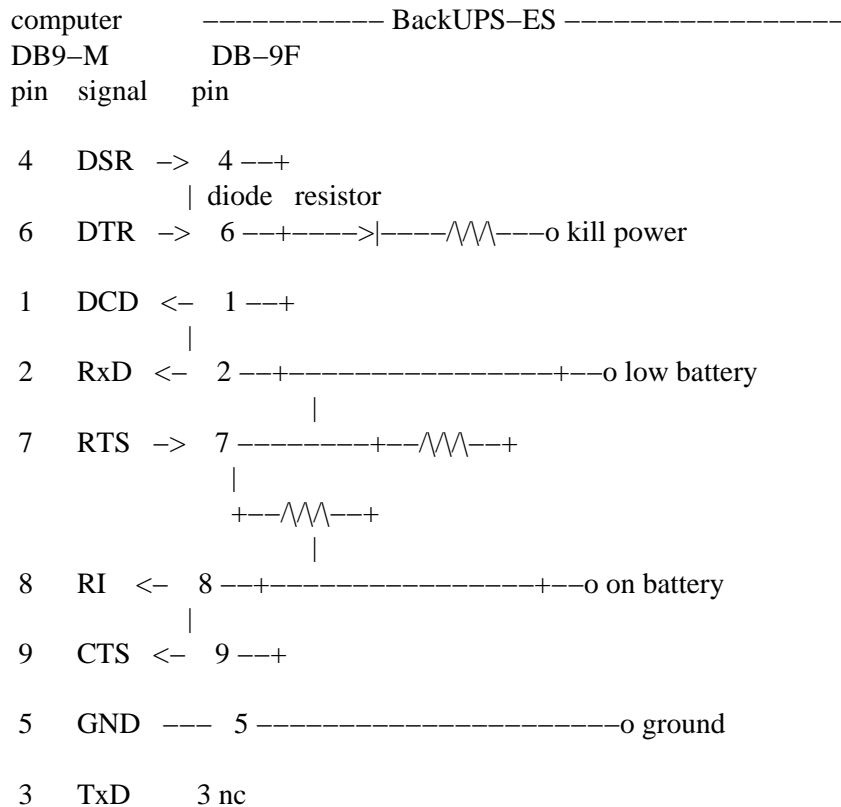 computer ----------- BackUPS-ES -----------------
DB9-M DB-9F
pin signal pin
4 DSR -> 4 --+
| diode resistor
6 DTR -> 6 --+---->|----/\/\/\---o kill power
1 DCD <- 1 --+
|
2 RxD <- 2 --+----------------+--o low battery
|
7 RTS -> 7 --------+--/\/\/\--+
|
+--/\/\/\--+
|
8 RI <- 8 --+----------------+--o on battery
|
9 CTS <- 9 --+
5 GND --- 5 ----------------------o ground
3 TxD 3 nc